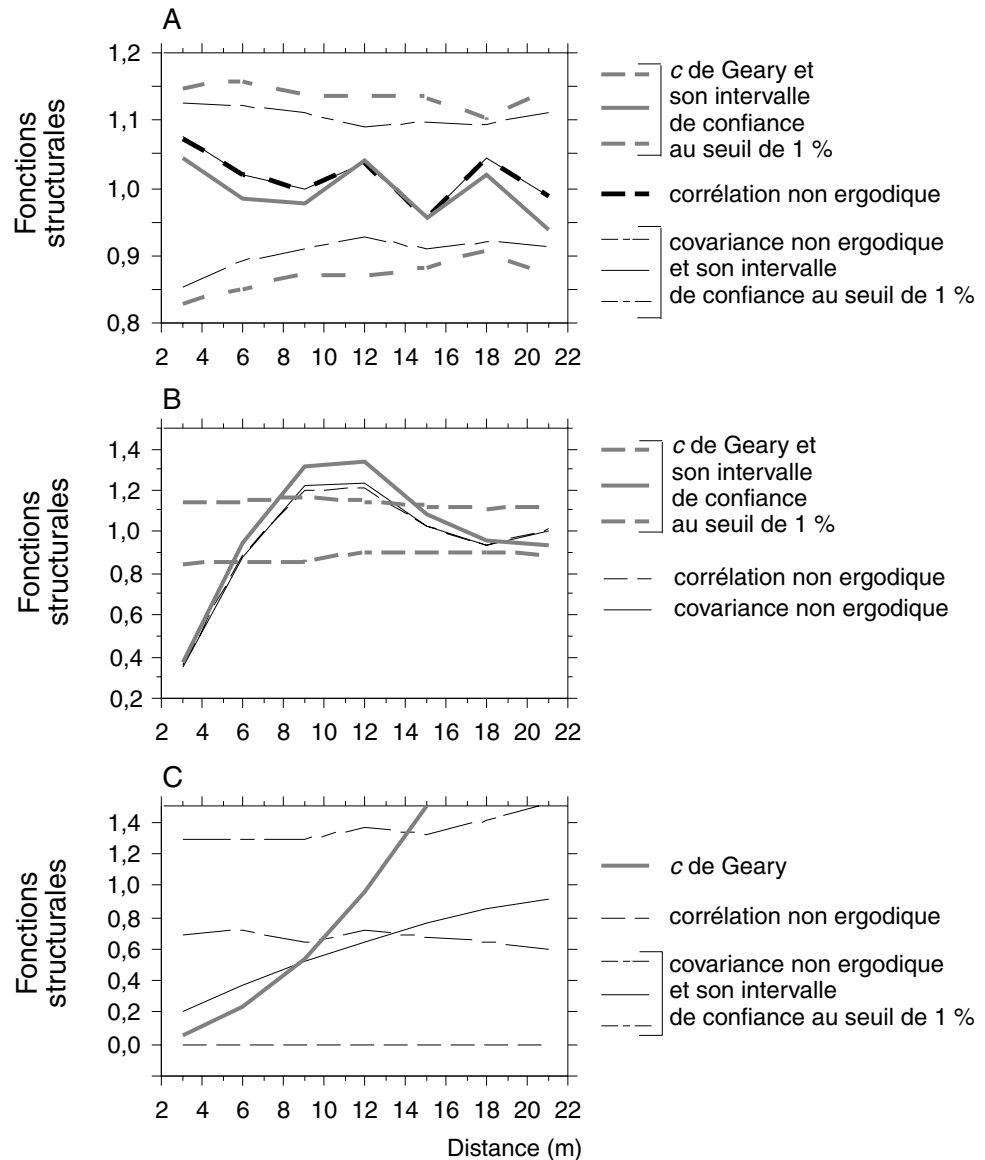 A
Fonctions
structurales
1,2
1,1
1,0
0,9
0,8
2 4 6 8 10 12 14 16 18 20 22
c de Geary et
son intervalle
de confiance
au seuil de 1 %
corrélation non ergodique
covariance non ergodique
et son intervalle
de confiance au seuil de 1 %
B
Fonctions
structurales
1,4
1,2
1,0
0,8
0,6
0,4
0,2
2 4 6 8 10 12 14 16 18 20 22
c de Geary et
son intervalle
de confiance
au seuil de 1 %
corrélation non ergodique
covariance non ergodique
C
Fonctions
structurales
1,4
1,2
1,0
0,8
0,6
0,4
0,2
0,0
2 4 6 8 10 12 14 16 18 20 22
Distance (m)
c de Geary
corrélation non ergodique
covariance non ergodique
et son intervalle
de confiance au seuil de 1 %